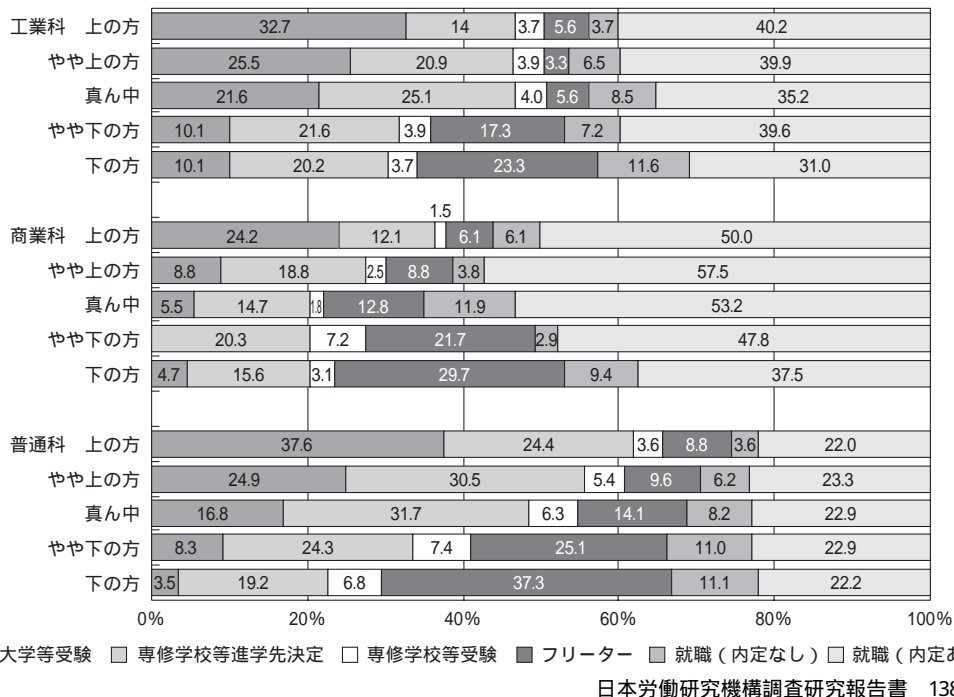 工業科 上の方 32.7 14 3.7 5.6 3.7 40.2
やや上の方 25.5 20.9 3.9 3.3 6.5 39.9
真ん中 21.6 25.1 4.0 5.6 8.5 35.2
やや下の方 10.1 21.6 3.9 17.3 7.2 39.6
下の方 10.1 20.2 3.7 23.3 11.6 31.0
1.5
商業科 上の方 24.2 12.1 6.1 6.1 50.0
やや上の方 8.8 18.8 2.5 8.8 3.8 57.5
真ん中 5.5 14.7 1.8 12.8 11.9 53.2
やや下の方 20.3 7.2 21.7 2.9 47.8
下の方 4.7 15.6 3.1 29.7 9.4 37.5
普通科 上の方 37.6 24.4 3.6 8.8 3.6 22.0
やや上の方 24.9 30.5 5.4 9.6 6.2 23.3
真ん中 16.8 31.7 6.3 14.1 8.2 22.9
やや下の方 8.3 24.3 7.4 25.1 11.0 22.9
下の方 3.5 19.2 6.8 37.3 11.1 22.2
0% 20% 40% 60% 80% 100%
大学等受験 専修学校等進学先決定 専修学校等受験 フリーター 就職（内定なし） 就職（内定あ
日本労働研究機構調査研究報告書 138